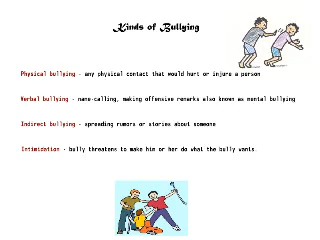 Kinds of Bullying
Physical bullying - any physical contact that would hurt or injure a person
Verbal bullying - name-calling, making offensive remarks also known as mental bullying
Indirect bullying - spreading rumors or stories about someone
Intimidation - bully threatens to make him or her do what the bully wants.